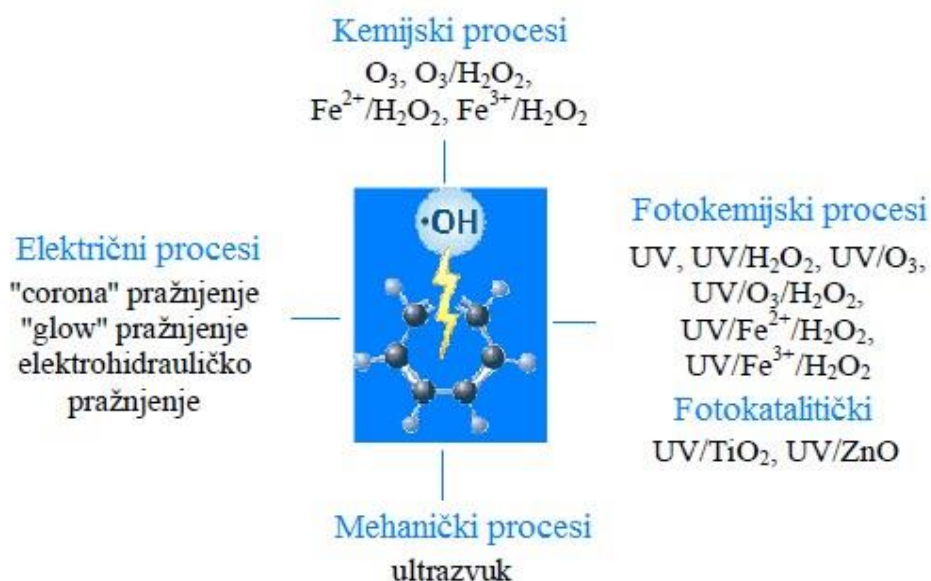 Kemijski procesi
O₃, O₃/H₂O₂,
Fe²⁺/H₂O₂, Fe³⁺/H₂O₂
·OH
Električni procesi
"corona" pražnjenje
"glow" pražnjenje
elektrohidrauličko
pražnjenje
Fotokemijski procesi
UV, UV/H₂O₂, UV/O₃,
UV/O₃/H₂O₂,
UV/Fe²⁺/H₂O₂,
UV/Fe³⁺/H₂O₂
Fotokatalitički
UV/TiO₂, UV/ZnO
Mehanički procesi
ultrazvuk